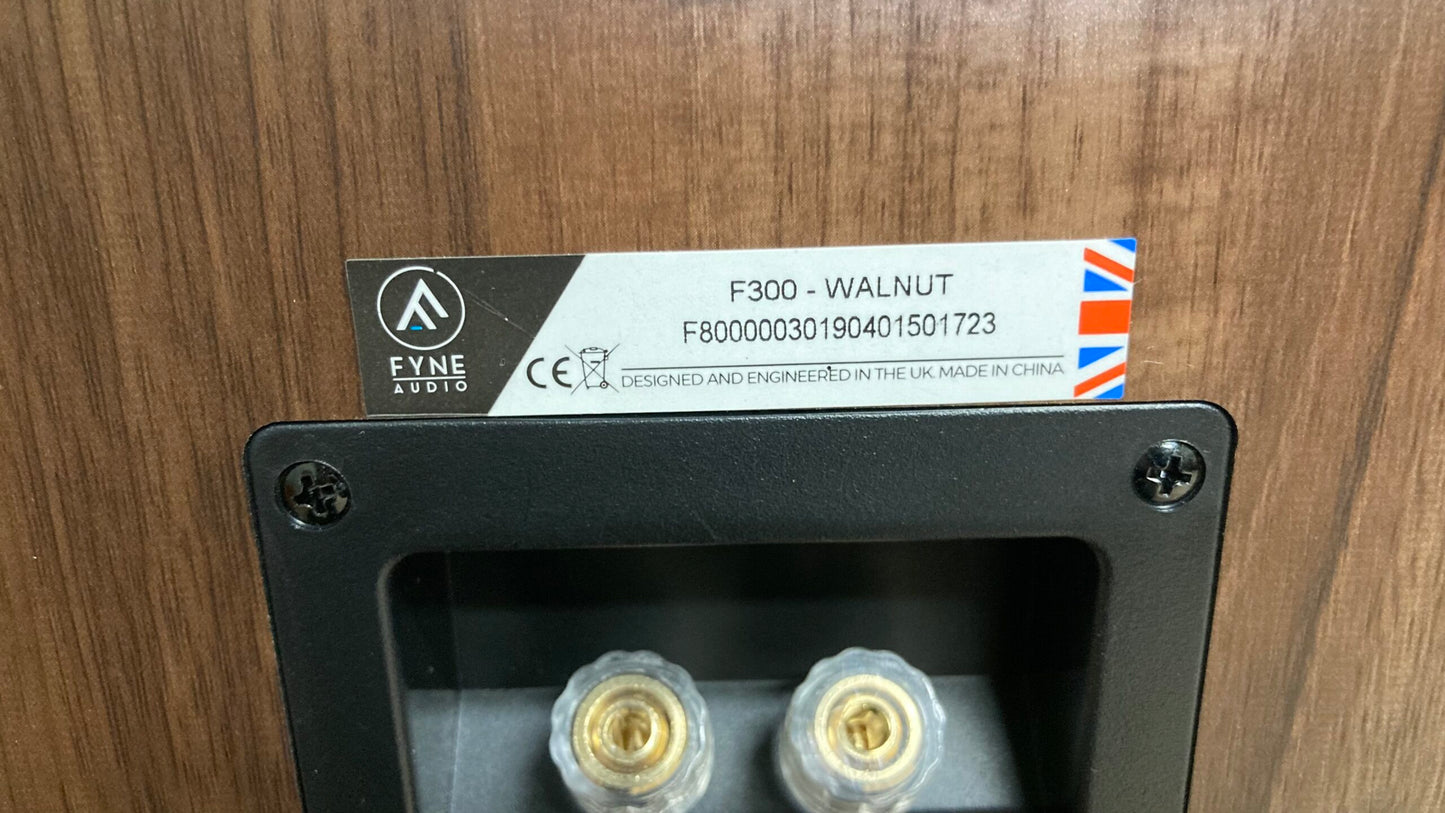 FYNE
AUDIO
F300 - WALNUT
F80000030190401501723
CE
DESIGNED AND ENGINEERED IN THE UK. MADE IN CHINA